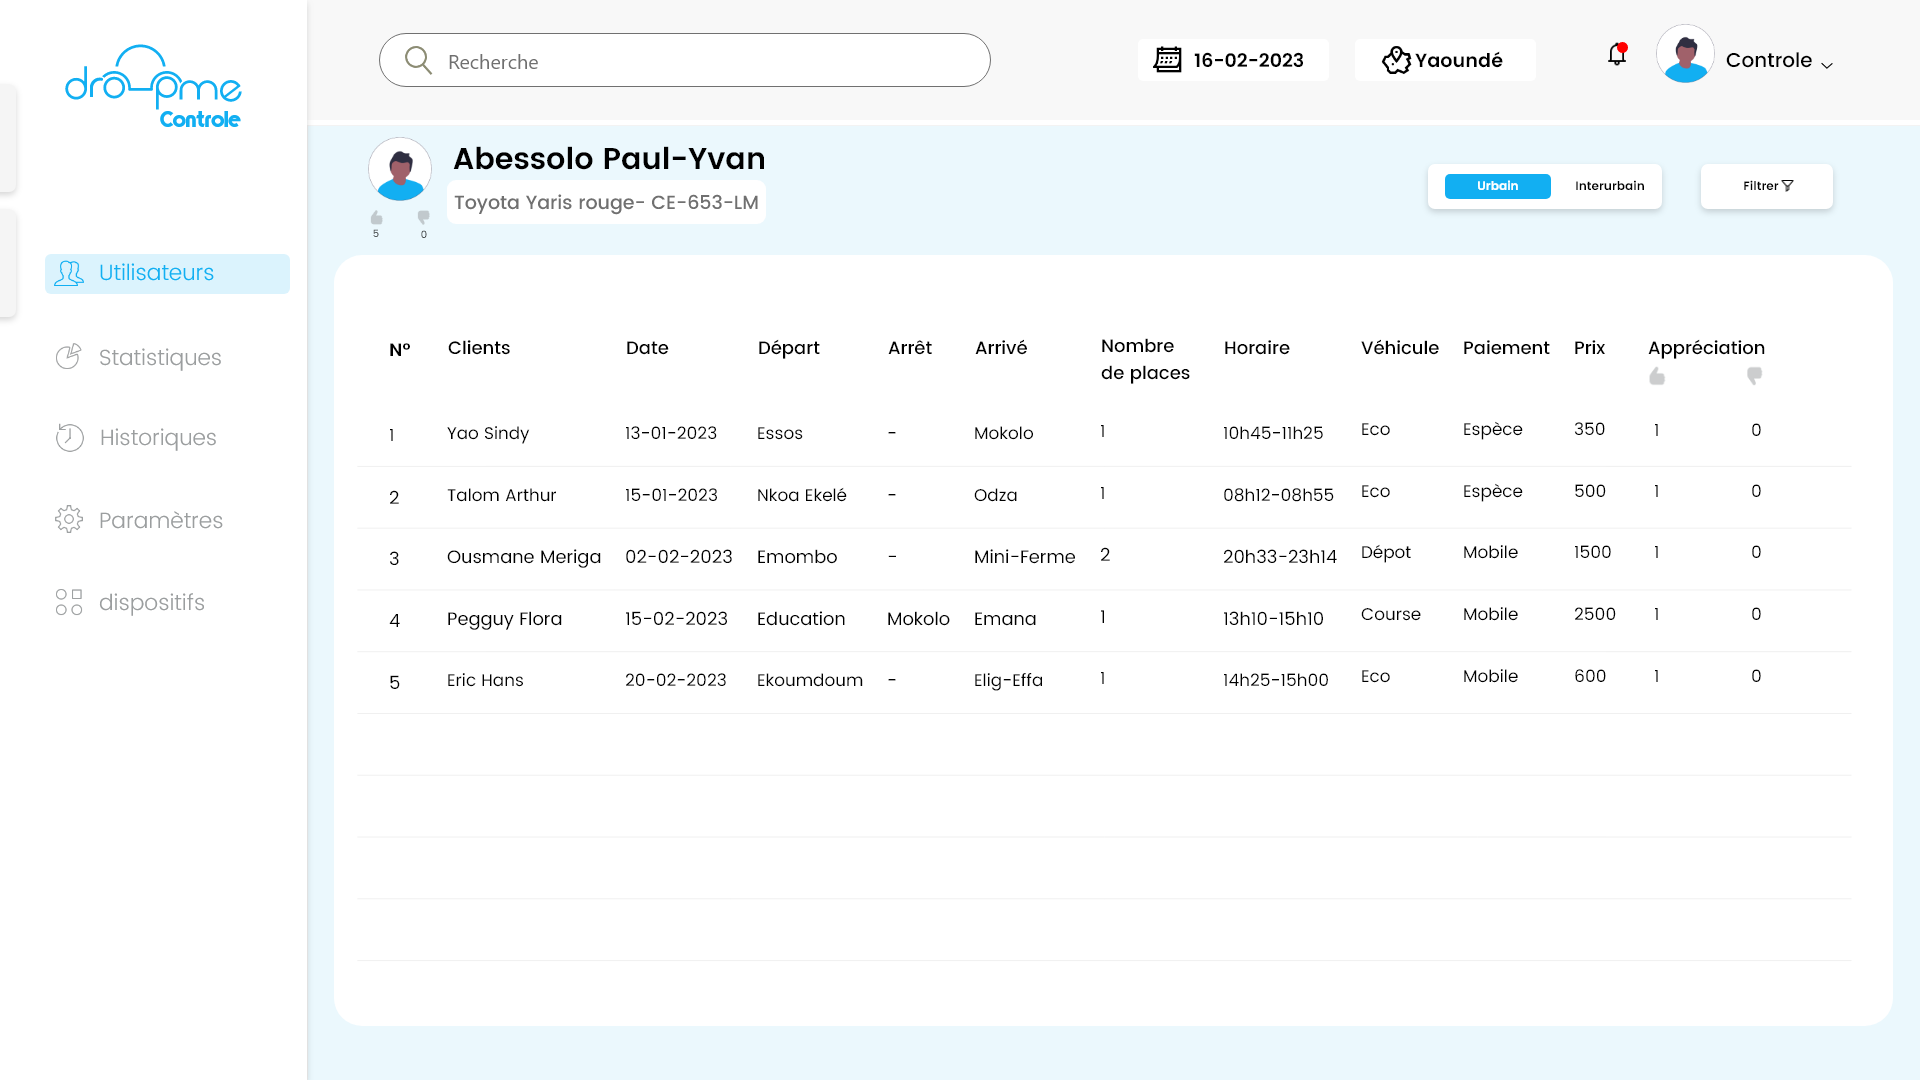 dropme
Controle
Recherche
16-02-2023
Yaoundé
Controle
Utilisateurs
Statistiques
Historiques
Paramètres
dispositifs
Abessolo Paul-Yvan
Toyota Yaris rouge- CE-653-LM
5 0
Urbain Interurbain
Filtrer
N° Clients Date Départ Arrêt Arrivé Nombre de places Horaire Véhicule Paiement Prix Appréciation
1 Yao Sindy 13-01-2023 Essos - Mokolo 1 10h45-11h25 Eco Espèce 350 1 0
2 Talom Arthur 15-01-2023 Nkoa Ekelé - Odza 1 08h12-08h55 Eco Espèce 500 1 0
3 Ousmane Meriga 02-02-2023 Emombo - Mini-Ferme 2 20h33-23h14 Dépot Mobile 1500 1 0
4 Pegguy Flora 15-02-2023 Education Mokolo Emana 1 13h10-15h10 Course Mobile 2500 1 0
5 Eric Hans 20-02-2023 Ekoumdoum - Elig-Effa 1 14h25-15h00 Eco Mobile 600 1 0